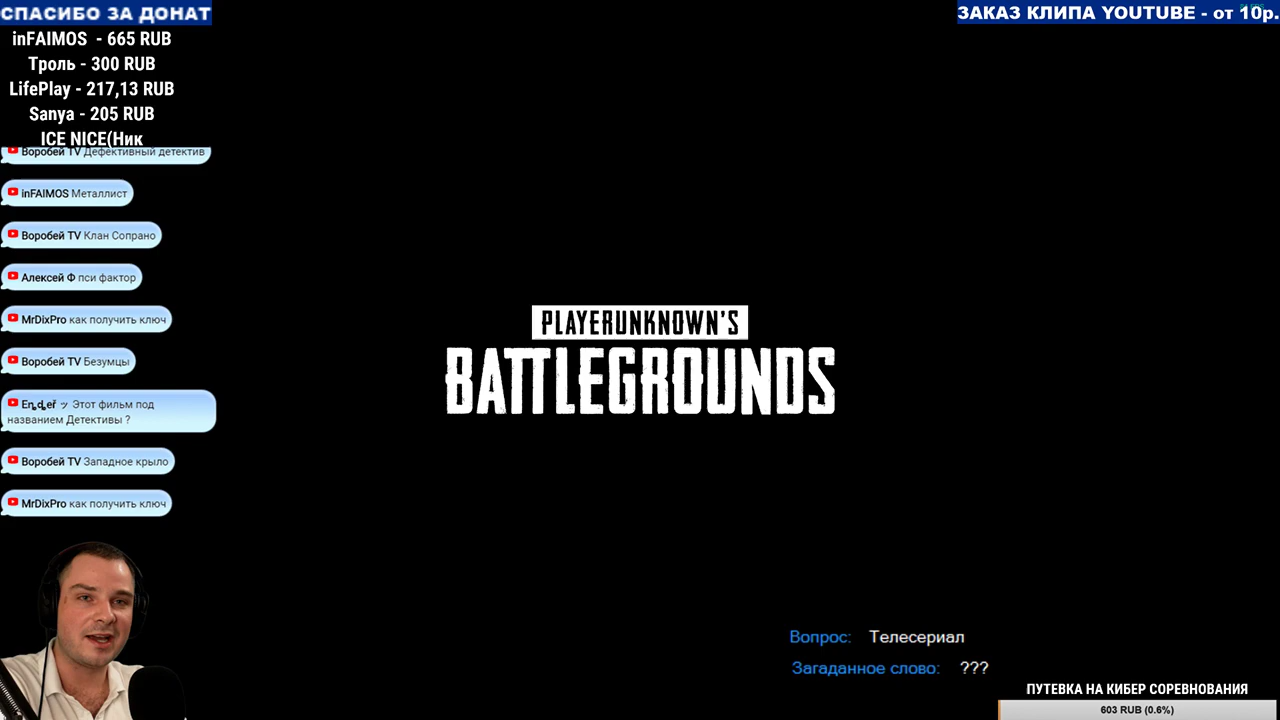 СПАСИБО ЗА ДОНАТ
inFAIMOS - 665 RUB
Троль - 300 RUB
LifePlay - 217,13 RUB
Sanya - 205 RUB
ICE NICE(Ник
Воробей TV Дефективный детектив
inFAIMOS Металлист
Воробей TV Клан Сопрано
Алексей Ф пси фактор
MrDixPro как получить ключ
Воробей TV Безумцы
Этот фильм под
названием Детективы ?
Воробей TV Западное крыло
MrDixPro как получить ключ
ЗАКАЗ КЛИПА YOUTUBE - от 10р.
PLAYERUNKNOWN'S
BATTLEGROUNDS
Вопрос: Телесериал
Загаданное слово: ???
ПУТЕВКА НА КИБЕР СОРЕВНОВАНИЯ
603 RUB (0.6%)